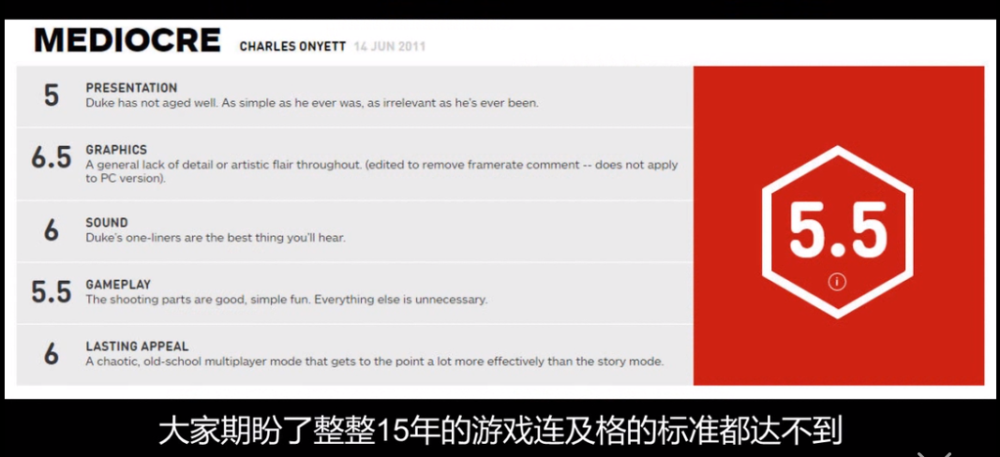 MEDIOCRE CHARLES ONYETT 14 JUN 2011
5 PRESENTATION
Duke has not aged well. As simple as he ever was, as irrelevant as he's ever been.
6.5 GRAPHICS
A general lack of detail or artistic flair throughout. (edited to remove framerate comment -- does not apply
to PC version).
6 SOUND
Duke's one-liners are the best thing you'll hear.
5.5 GAMEPLAY
The shooting parts are good, simple fun. Everything else is unnecessary.
6 LASTING APPEAL
A chaotic, old-school multiplayer mode that gets to the point a lot more effectively than the story mode.
5.5
i
大家期盼了整整15年的游戏连及格的标准都达不到